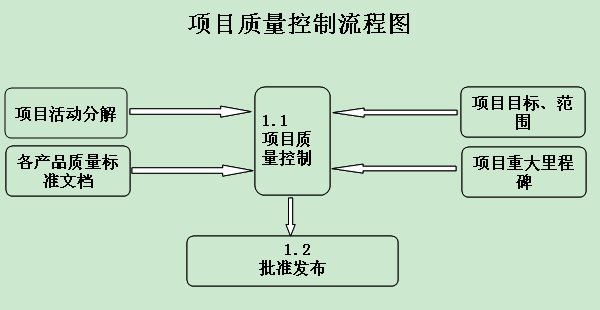 项目质量控制流程图
项目活动分解
各产品质量标
准文档
1.1
项目质
量控制
项目目标、范
围
项目重大里程
碑
1.2
批准发布